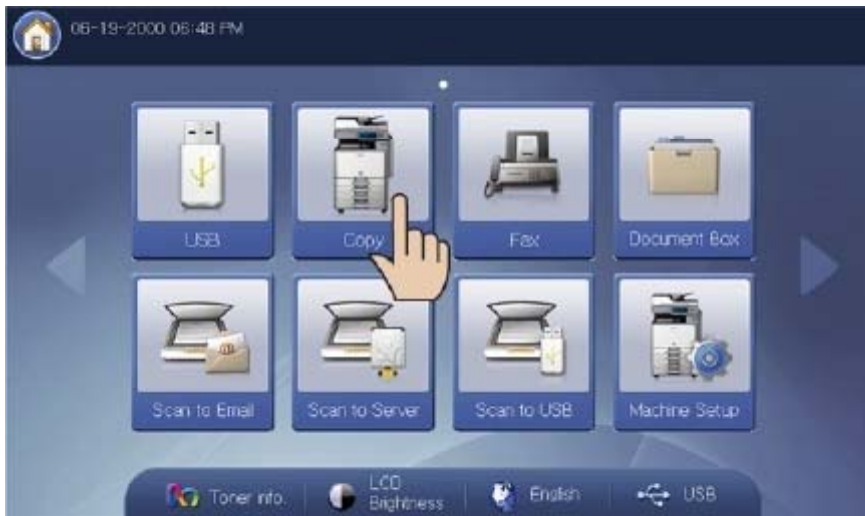 06-19-2000 06:48 PM
USB
Copy
Fax
Document Box
Scan to Email
Scan to Server
Scan to USB
Machine Setup
Toner info.
LCD
Brightness
English
USB